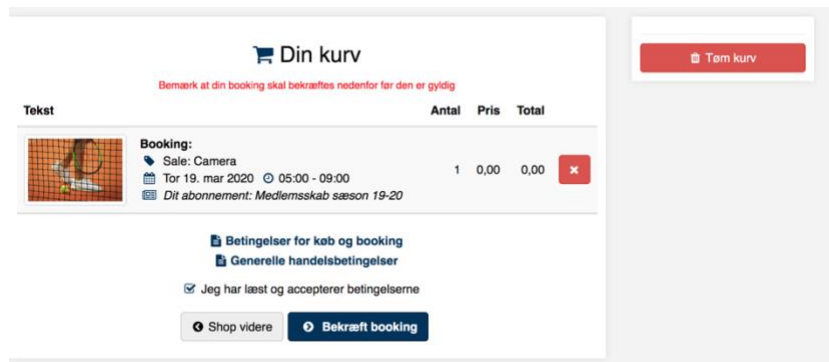 Din kurv
Tøm kurv
Bemærk at din booking skal bekræftes nedenfor før den er gyldig
Tekst Antal Pris Total
Booking:
Sale: Camera
Tor 19. mar 2020 05:00 - 09:00
Dit abonnement: Medlemsskab sæson 19-20
1 0,00 0,00
Betingelser for køb og booking
Generelle handelsbetingelser
Jeg har læst og accepterer betingelserne
Shop videre
Bekræft booking